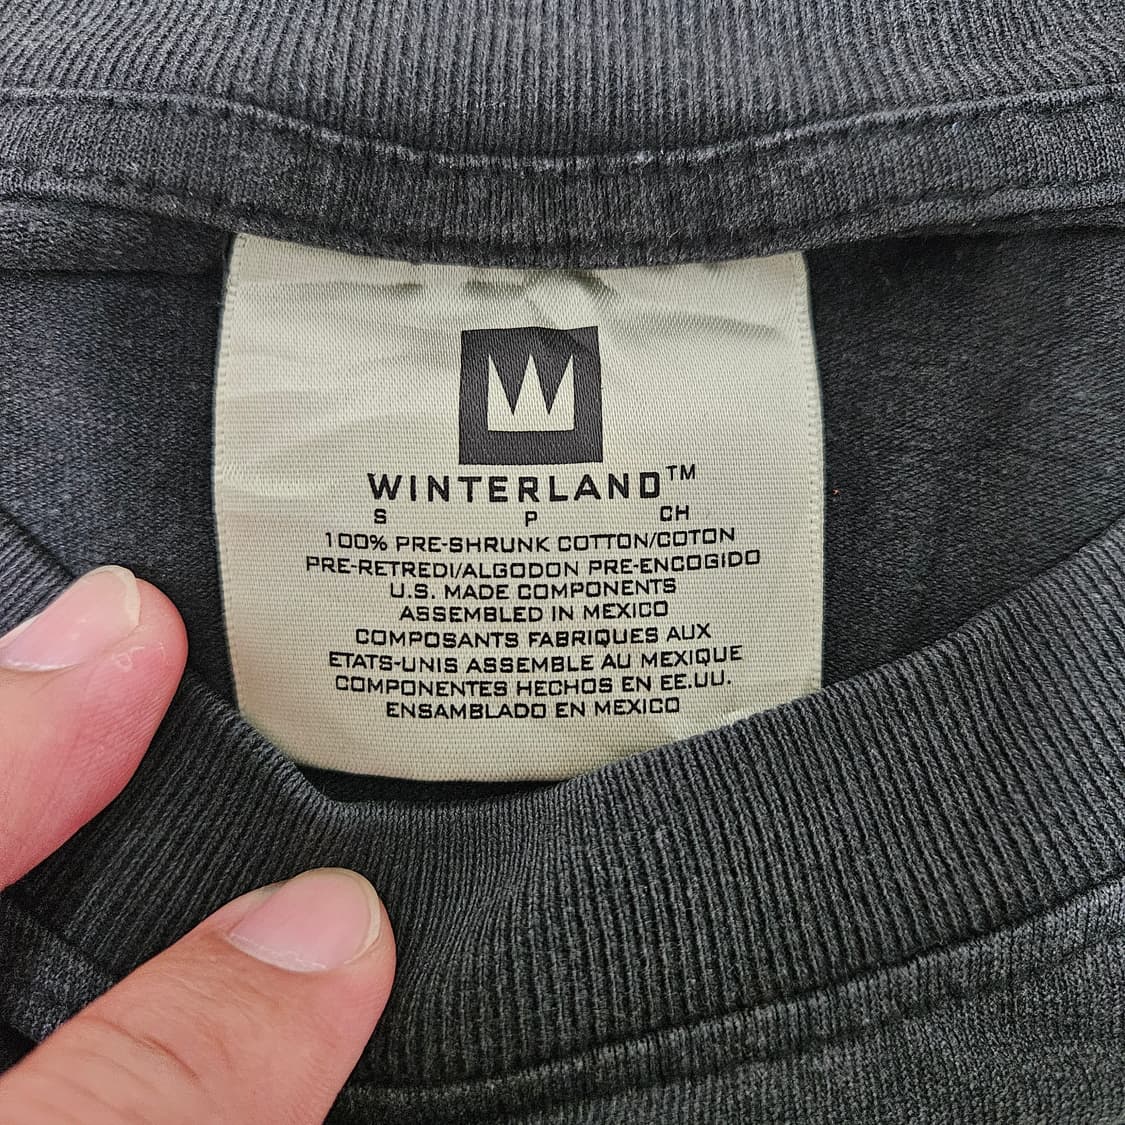 WINTERLAND™
S P CH
100% PRE-SHRUNK COTTON/COTON
PRE-RETREDI/ALGODON PRE-ENCOGIDO
U.S. MADE COMPONENTS
ASSEMBLED IN MEXICO
COMPOSANTS FABRIQUES AUX
ETATS-UNIS ASSEMBLE AU MEXIQUE
COMPONENTES HECHOS EN EE.UU.
ENSAMBLADO EN MEXICO